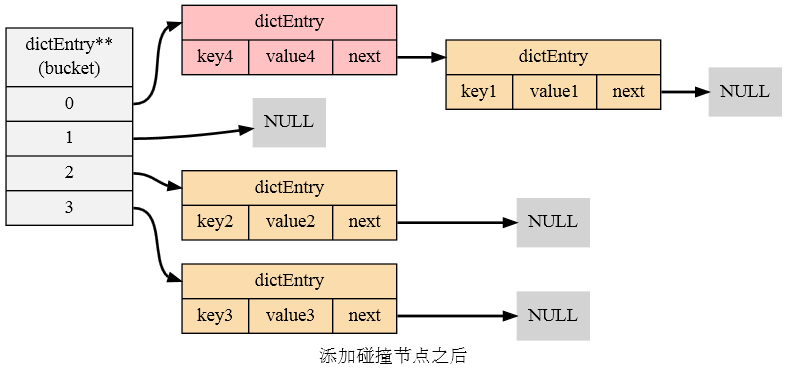 dictEntry**
(bucket)
0
1
2
3
dictEntry
key4 value4 next
dictEntry
key1 value1 next
NULL
NULL
dictEntry
key2 value2 next
NULL
dictEntry
key3 value3 next
NULL
添加碰撞节点之后